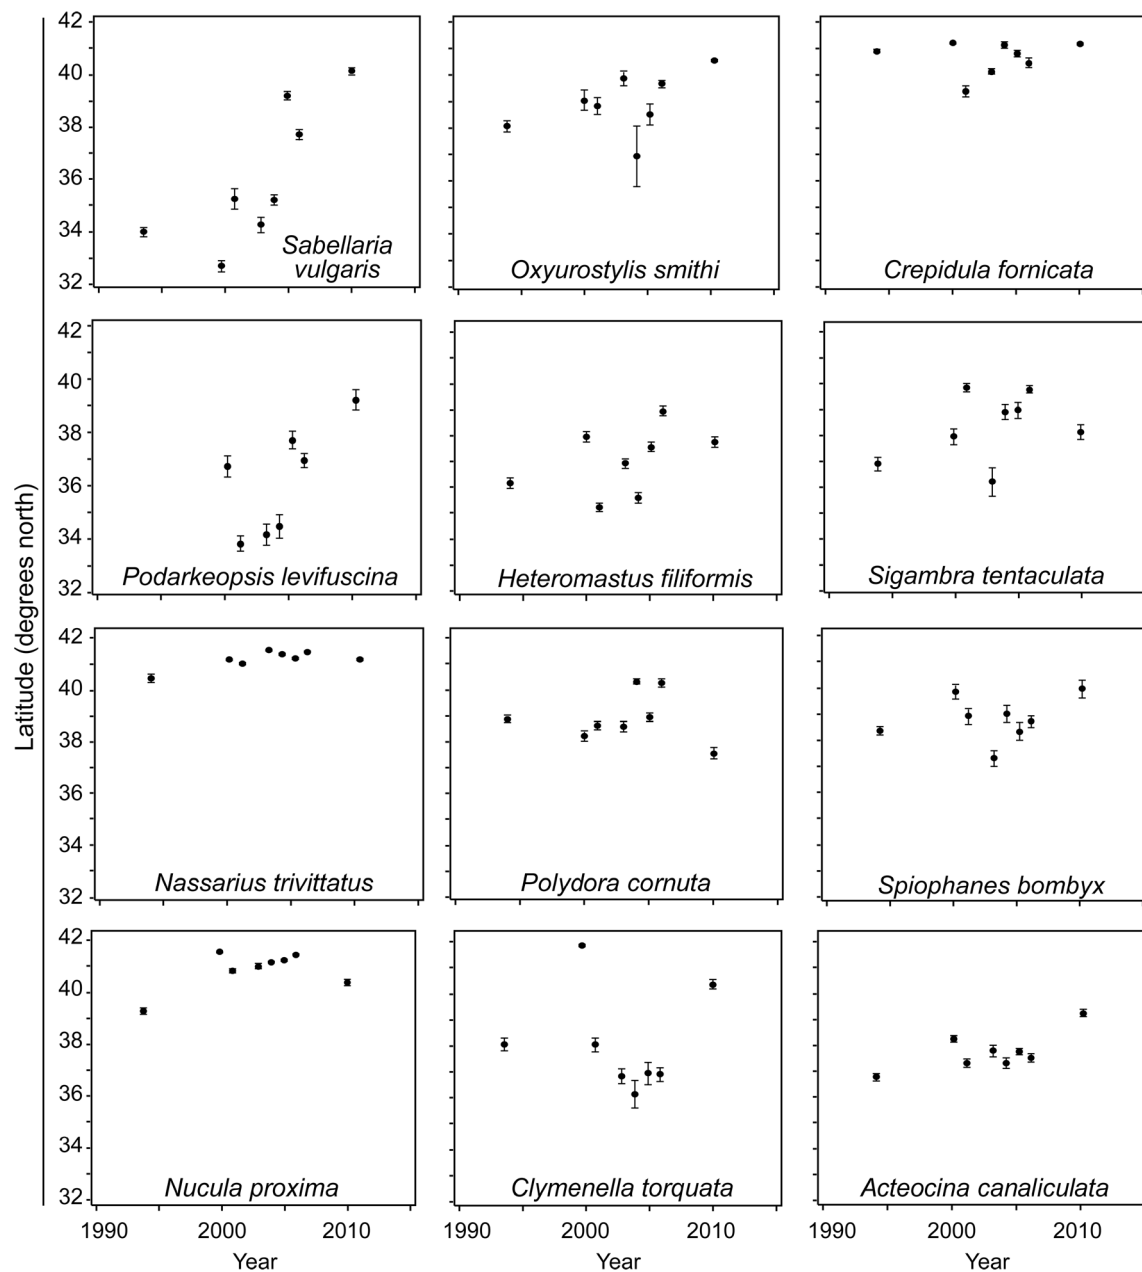 42
40
38
36
34
32
Sabellaria
vulgaris
Oxyurostylis smithi
Crepidula fornicata
42
40
38
36
34
32
Podarkeopsis levifuscina
Heteromastus filiformis
Sigambra tentaculata
Latitude (degrees north)
42
40
38
36
34
32
Nassarius trivittatus
Polydora cornuta
Spiophanes bombyx
42
40
38
36
34
32
Nucula proxima
Clymenella torquata
Acteocina canaliculata
1990 2000 2010 1990 2000 2010 1990 2000 2010
Year Year Year